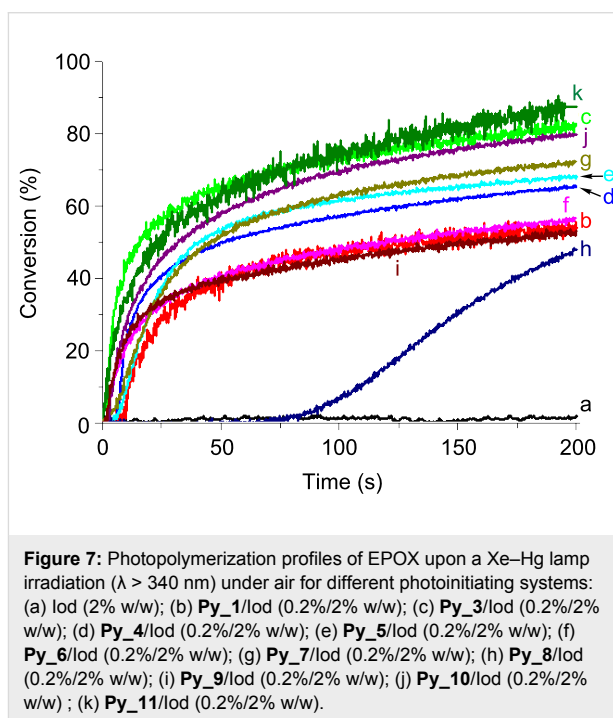 100
80
60
40
20
0
Conversion (%)
0
50
100
150
200
Time (s)
k
c
j
g
e
d
f
b
i
h
a
Figure 7: Photopolymerization profiles of EPOX upon a Xe–Hg lamp
irradiation (λ > 340 nm) under air for different photoinitiating systems:
(a) Iod (2% w/w); (b) Py_1/Iod (0.2%/2% w/w); (c) Py_3/Iod (0.2%/2%
w/w); (d) Py_4/Iod (0.2%/2% w/w); (e) Py_5/Iod (0.2%/2% w/w); (f)
Py_6/Iod (0.2%/2% w/w); (g) Py_7/Iod (0.2%/2% w/w); (h) Py_8/Iod
(0.2%/2% w/w); (i) Py_9/Iod (0.2%/2% w/w); (j) Py_10/Iod (0.2%/2%
w/w) ; (k) Py_11/Iod (0.2%/2% w/w).